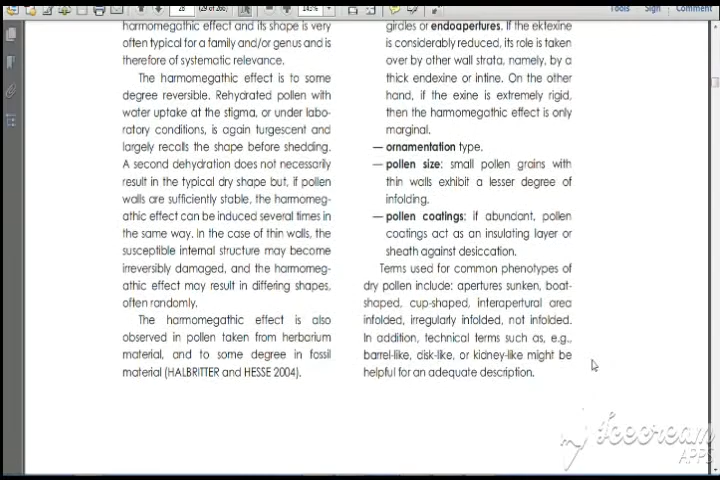 28 (29 of 266) 143%
Tools Sign Comment
harmomegathic effect and its shape is very
often typical for a family and/or genus and is
therefore of systematic relevance.
The harmomegathic effect is to some
degree reversible. Rehydrated pollen with
water uptake at the stigma, or under labo-
ratory conditions, is again turgescent and
largely recalls the shape before shedding.
A second dehydration does not necessarily
result in the typical dry shape but, if pollen
walls are sufficiently stable, the harmomeg-
athic effect can be induced several times in
the same way. In the case of thin walls, the
susceptible internal structure may become
irreversibly damaged, and the harmomeg-
athic effect may result in differing shapes,
often randomly.
The harmomegathic effect is also
observed in pollen taken from herbarium
material, and to some degree in fossil
material (HALBRITTER and HESSE 2004).
girdles or endoapertures. If the ektexine
is considerably reduced, its role is taken
over by other wall strata, namely, by a
thick endexine or intine. On the other
hand, if the exine is extremely rigid,
then the harmomegathic effect is only
marginal.
— ornamentation type.
— pollen size: small pollen grains with
thin walls exhibit a lesser degree of
infolding.
— pollen coatings: if abundant, pollen
coatings act as an insulating layer or
sheath against desiccation.
Terms used for common phenotypes of
dry pollen include: apertures sunken, boat-
shaped, cup-shaped, interapertural area
infolded, irregularly infolded, not infolded.
In addition, technical terms such as, e.g.,
barrel-like, disk-like, or kidney-like might be
helpful for an adequate description.
Icecream
APPS